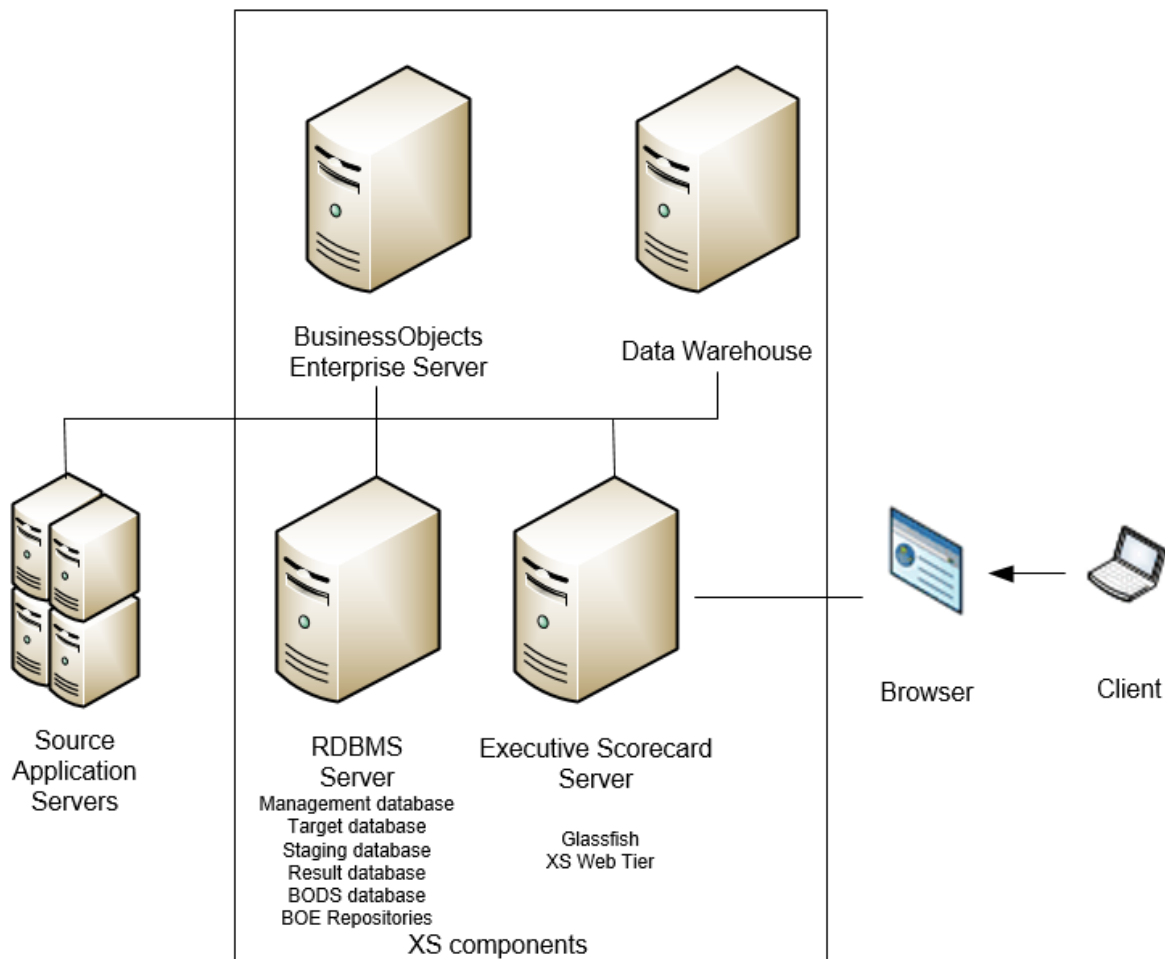 BusinessObjects
Enterprise Server
Data Warehouse
Source
Application
Servers
RDBMS
Server
Management database
Target database
Staging database
Result database
BODS database
BOE Repositories
Executive Scorecard
Server
Glassfish
XS Web Tier
Browser
Client
XS components